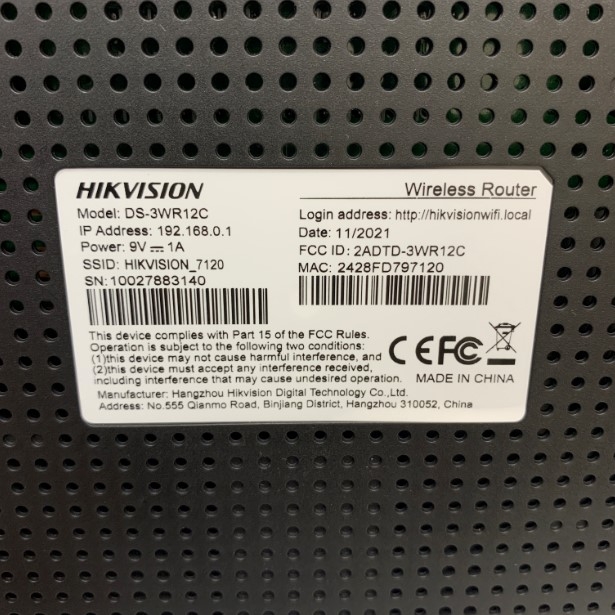 HIKVISION
Wireless Router
Model: DS-3WR12C
IP Address: 192.168.0.1
Power: 9V ⎓ 1A
SSID: HIKVISION_7120
SN:10027883140
Login address: http://hikvisionwifi.local
Date: 11/2021
FCC ID: 2ADTD-3WR12C
MAC: 2428FD797120
This device complies with Part 15 of the FCC Rules.
Operation is subject to the following two conditions:
(1)this device may not cause harmful interference, and
(2)this device must accept any interference received,
including interference that may cause undesired operation.
CE FC
MADE IN CHINA
Manufacturer: Hangzhou Hikvision Digital Technology Co.,Ltd.
Address: No.555 Qianmo Road, Binjiang District, Hangzhou 310052, China